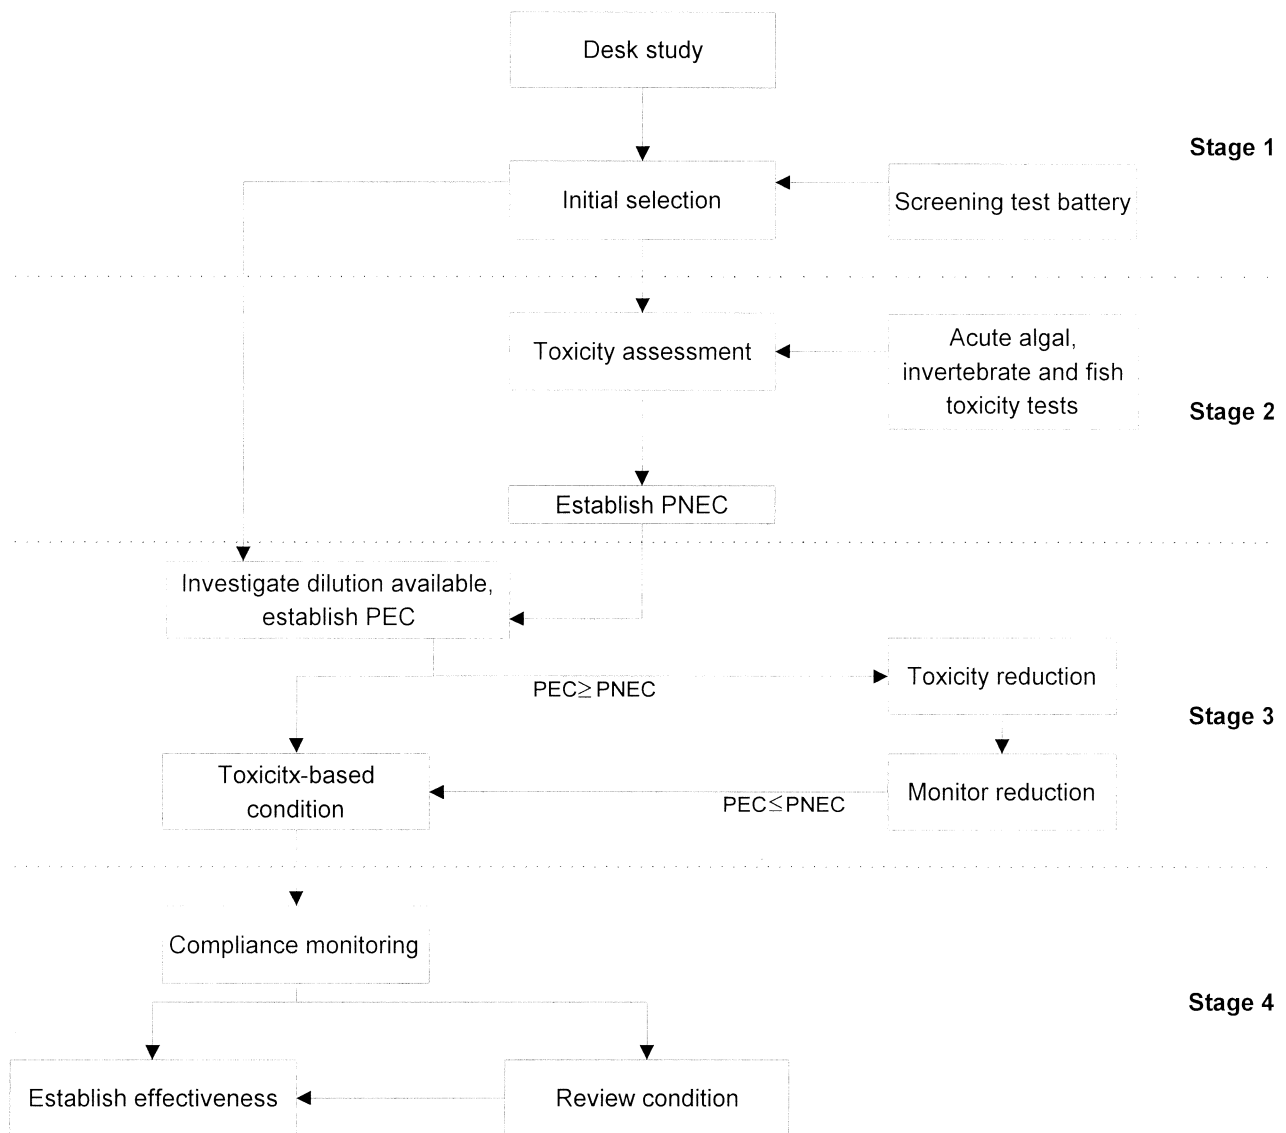 Desk study
Stage 1
Initial selection
Screening test battery
Toxicity assessment
Acute algal,
invertebrate and fish
toxicity tests
Stage 2
Establish PNEC
Investigate dilution available,
establish PEC
PEC≥PNEC
Toxicity reduction
Stage 3
Toxicitx-based
condition
PEC≤PNEC
Monitor reduction
Compliance monitoring
Stage 4
Establish effectiveness
Review condition